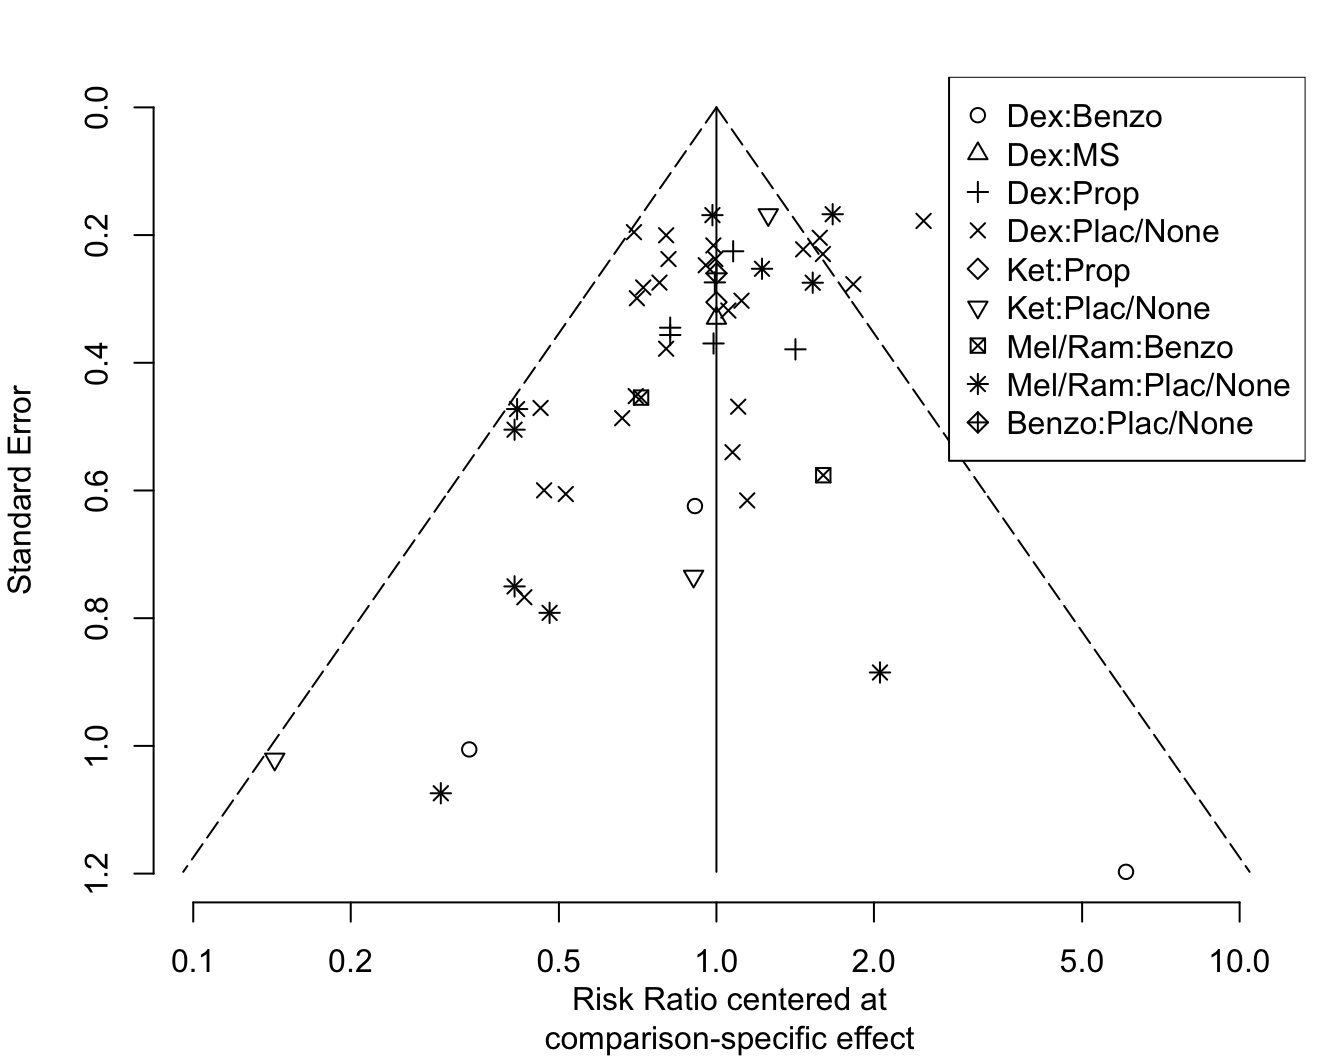 0.0
0.2
0.4
0.6
0.8
1.0
1.2
Standard Error
Dex:Benzo
Dex:MS
Dex:Prop
Dex:Plac/None
Ket:Prop
Ket:Plac/None
Mel/Ram:Benzo
Mel/Ram:Plac/None
Benzo:Plac/None
0.1 0.2 0.5 1.0 2.0 5.0 10.0
Risk Ratio centered at
comparison-specific effect